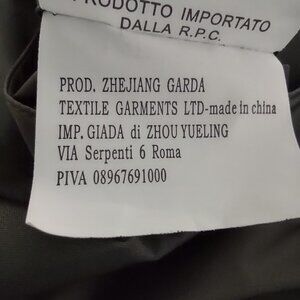 PRODOTTO IMPORTATO
DALLA R.P.C.
PROD. ZHEJIANG GARDA
TEXTILE GARMENTS LTD-made in china
IMP. GIADA di ZHOU YUELING
VIA Serpenti 6 Roma
PIVA 08967691000